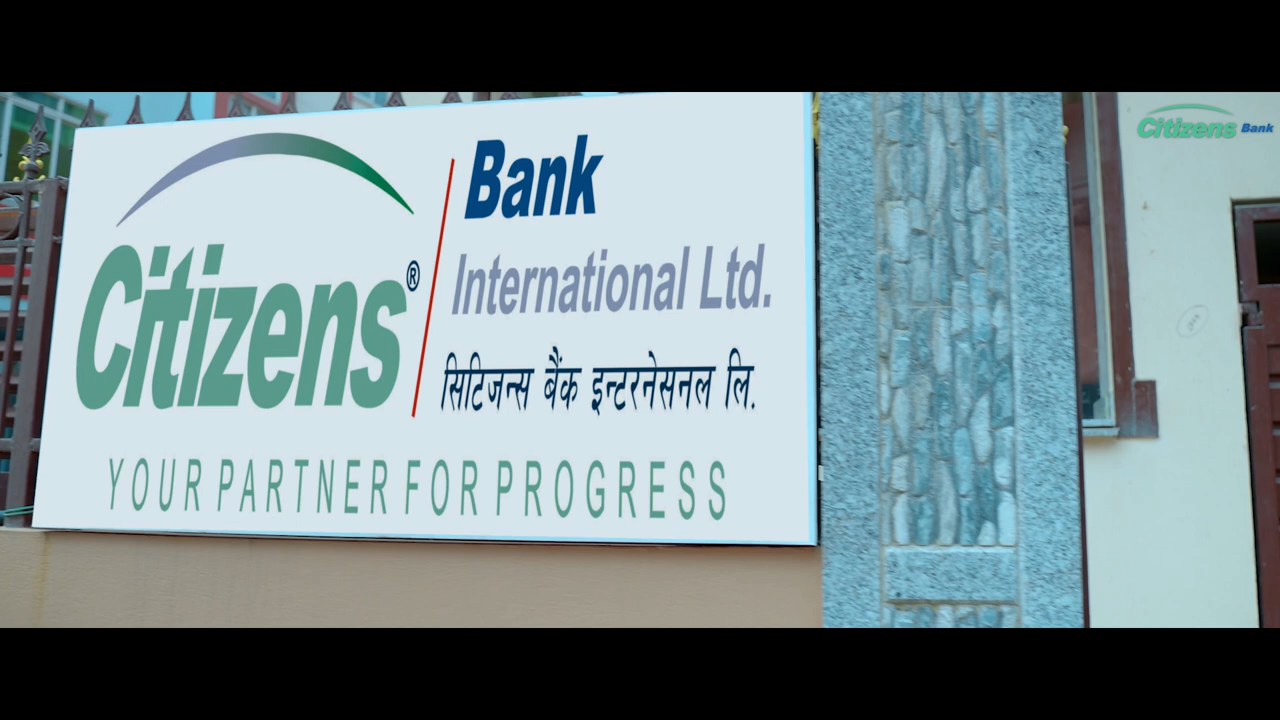 Citizens®
Bank
International Ltd.
सिटिजन्स बैंक इन्टरनेसनल लि.
YOUR PARTNER FOR PROGRESS
Citizens Bank